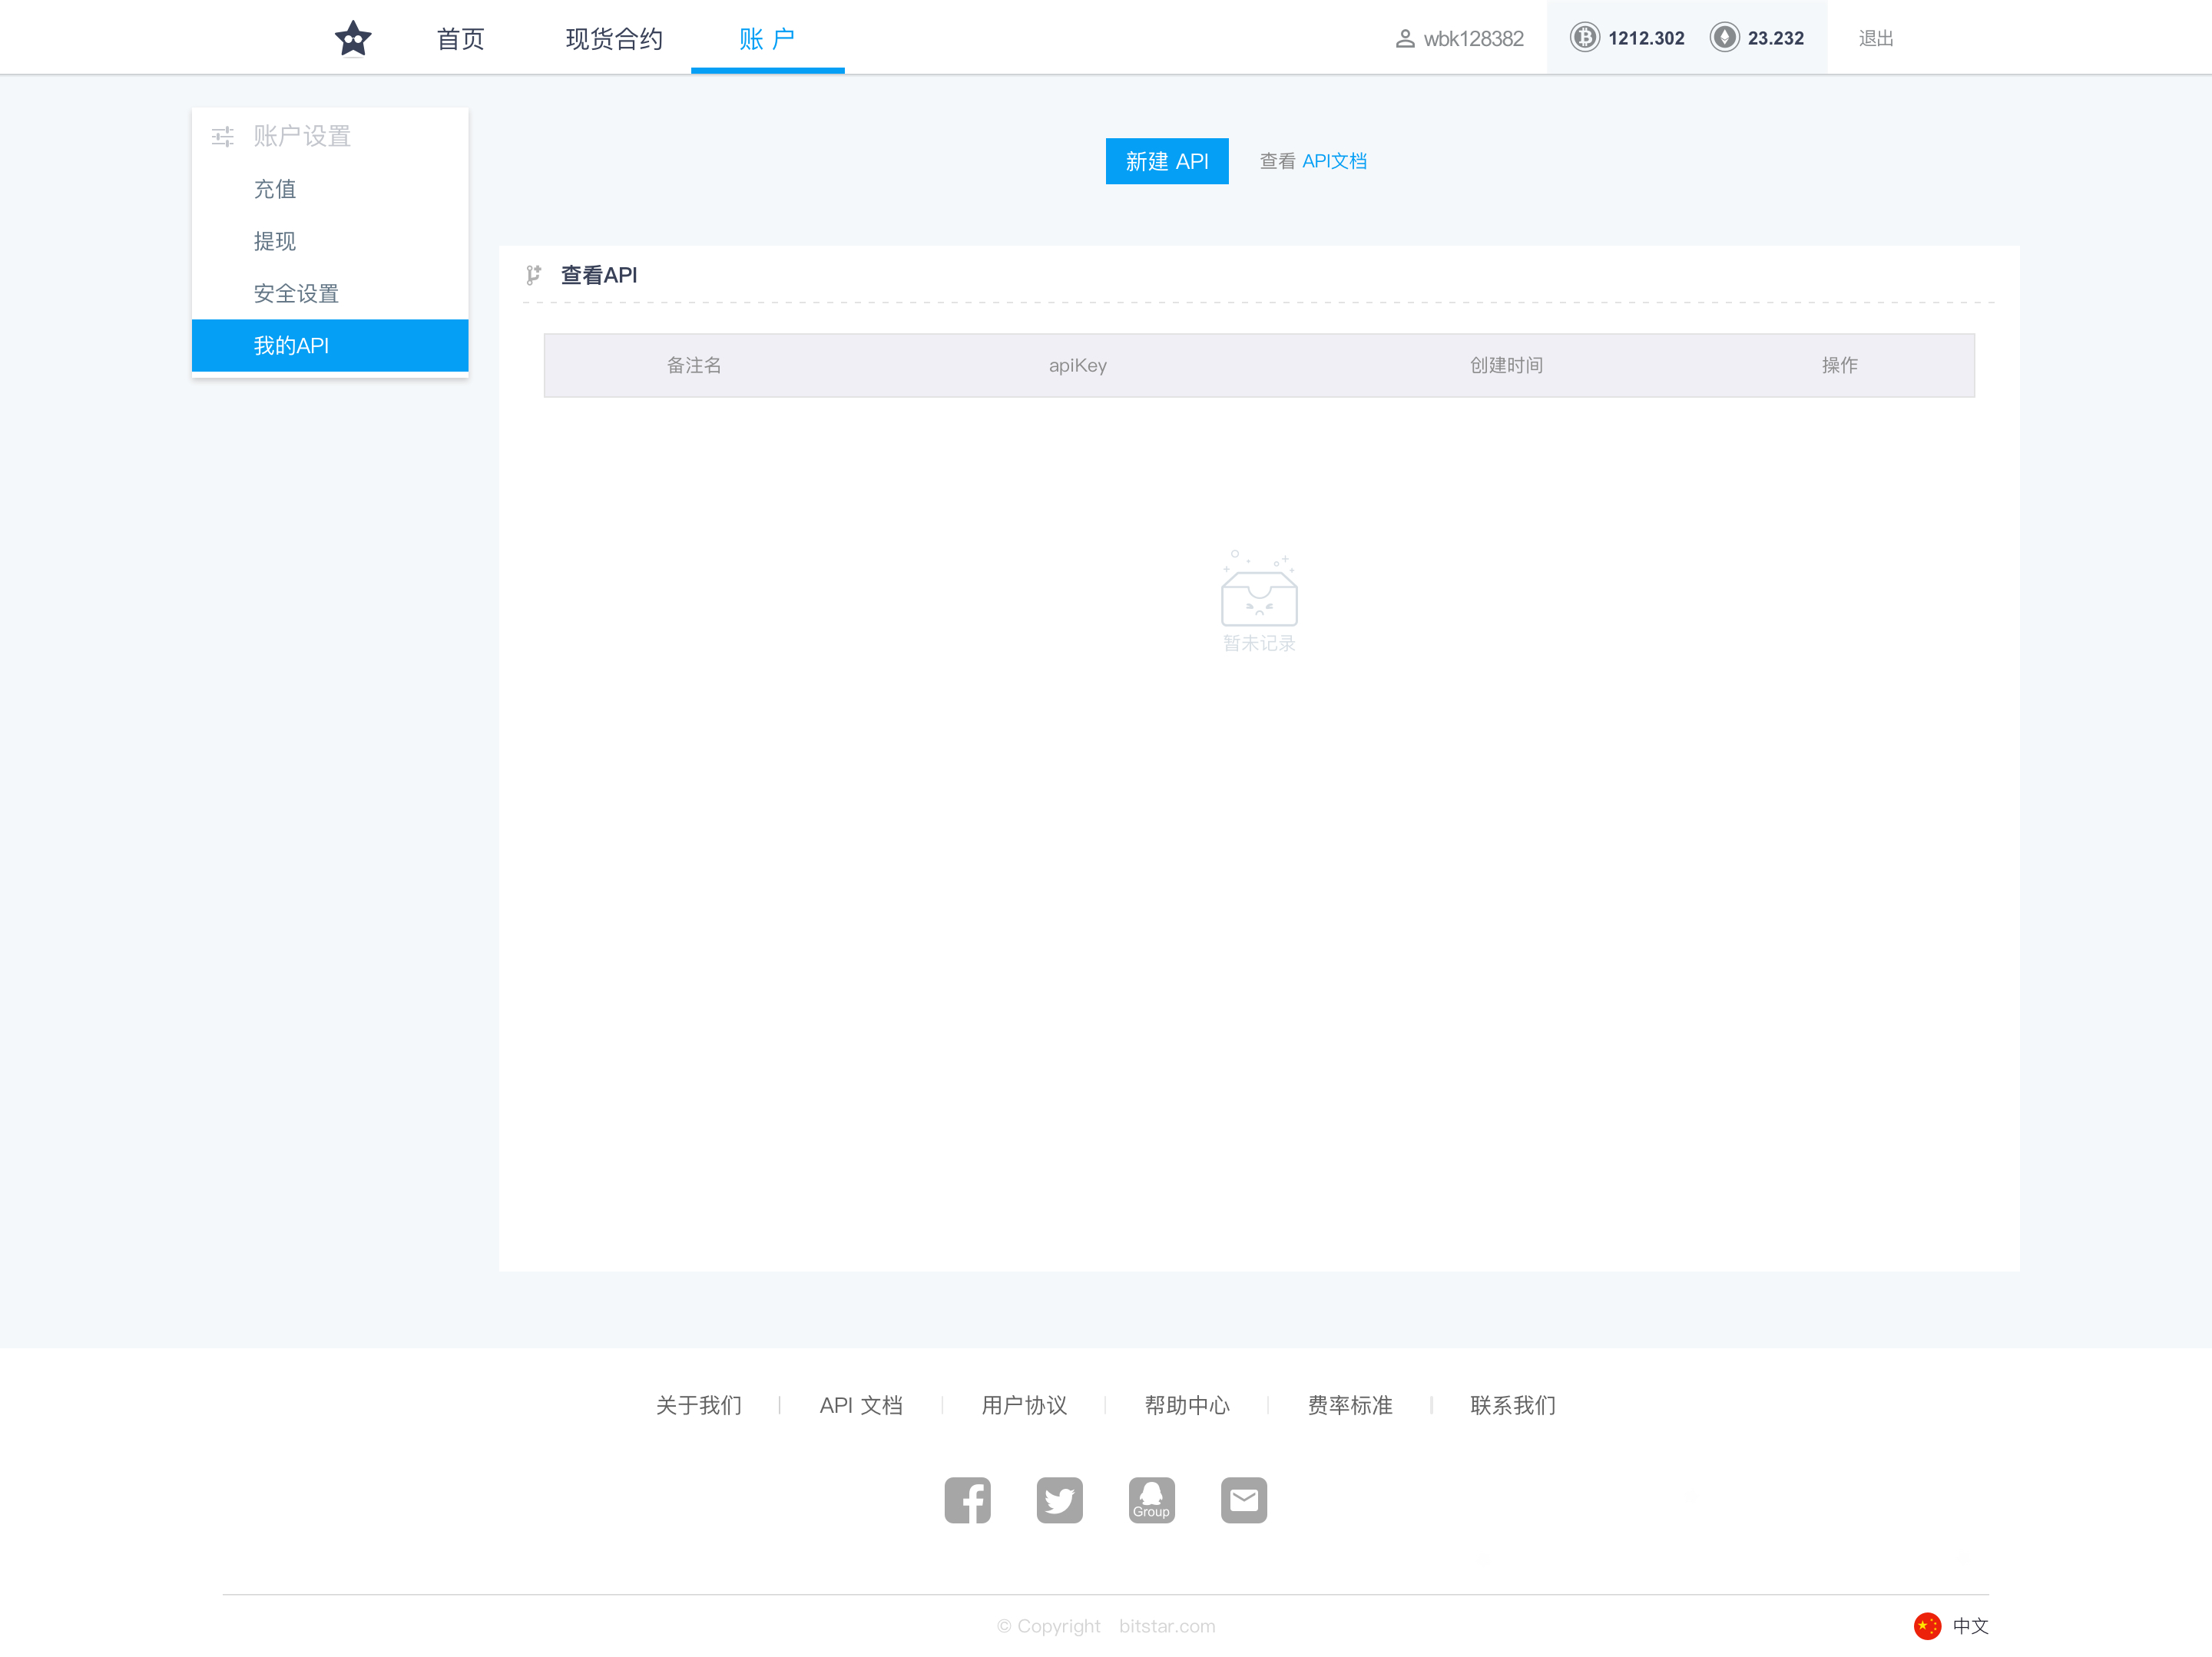 首页 现货合约 账 户 wbk128382 1212.302 23.232 退出
账户设置
充值
提现
安全设置
我的API
新建 API 查看 API文档
查看API
备注名 apiKey 创建时间 操作
暂未记录
关于我们 API 文档 用户协议 帮助中心 费率标准 联系我们
Group
© Copyright bitstar.com 中文